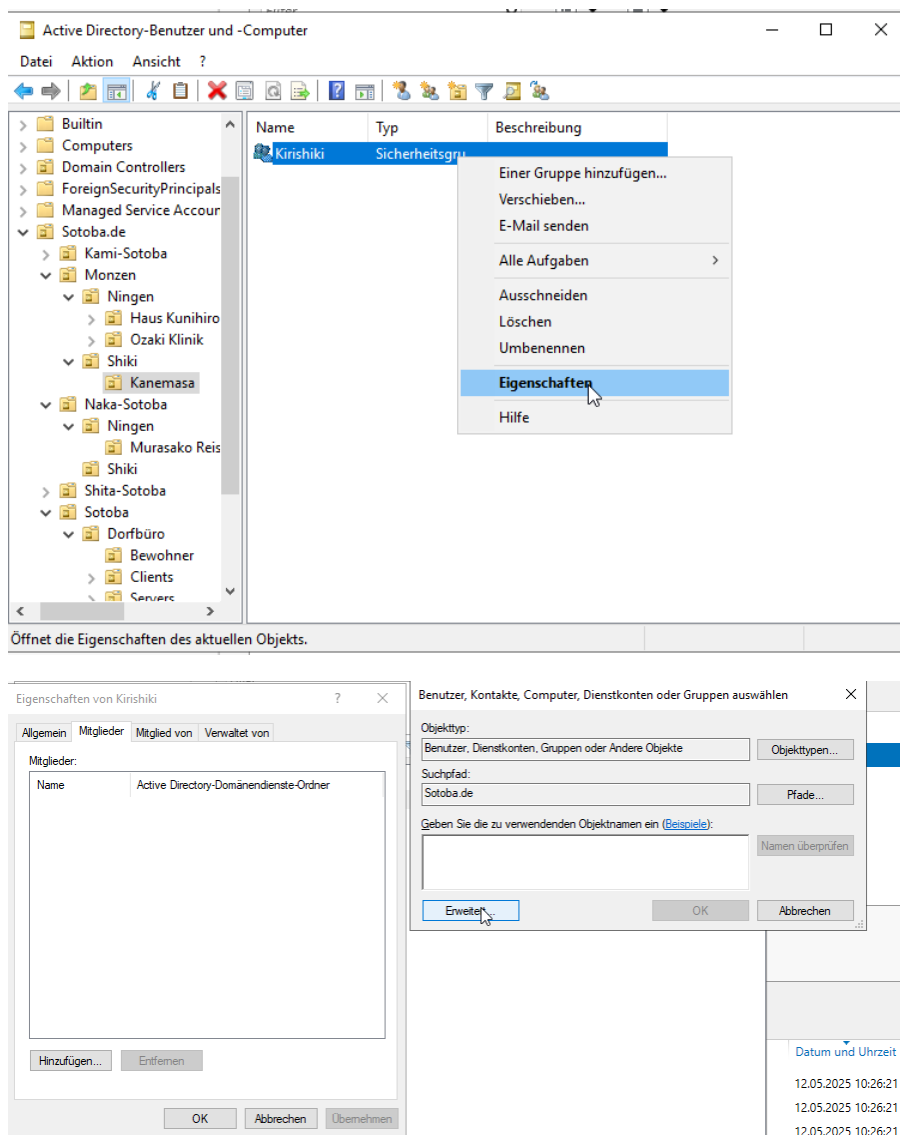 Active Directory-Benutzer und -Computer
Datei Aktion Ansicht ?
Builtin
Computers
Domain Controllers
ForeignSecurityPrincipals
Managed Service Accour
Sotoba.de
Kami-Sotoba
Monzen
Ningen
Haus Kunihiro
Ozaki Klinik
Shiki
Kanemasa
Naka-Sotoba
Ningen
Murasako Reis
Shiki
Shita-Sotoba
Sotoba
Dorfbüro
Bewohner
Clients
Servers
Name Typ Beschreibung
Kirishiki Sicherheitsgru
Einer Gruppe hinzufügen...
Verschieben...
E-Mail senden
Alle Aufgaben
Ausschneiden
Löschen
Umbenennen
Eigenschaften
Hilfe
Öffnet die Eigenschaften des aktuellen Objekts.
Eigenschaften von Kirishiki ?
Allgemein Mitglieder Mitglied von Verwaltet von
Mitglieder:
Name Active Directory-Domänendienste-Ordner
Hinzufügen... Entfernen
OK Abbrechen Übernehmen
Benutzer, Kontakte, Computer, Dienstkonten oder Gruppen auswählen
Objekttyp:
Benutzer, Dienstkonten, Gruppen oder Andere Objekte Objekttypen...
Suchpfad:
Sotoba.de Pfade...
Geben Sie die zu verwendenden Objektnamen ein (Beispiele):
Namen überprüfen
Erweitert... OK Abbrechen
Datum und Uhrzeit
12.05.2025 10:26:21
12.05.2025 10:26:21
12.05.2025 10:26:21